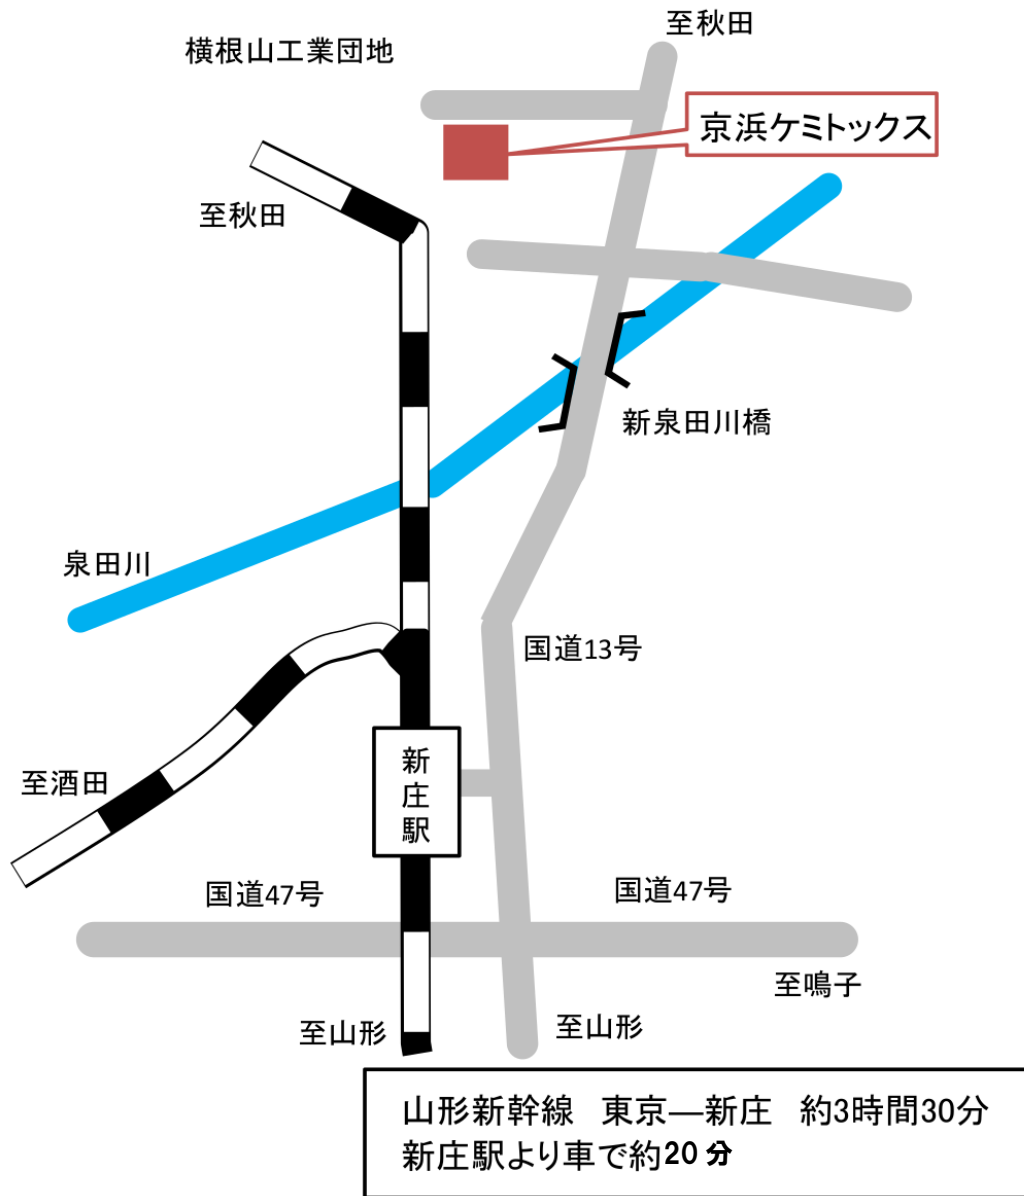 至秋田
横根山工業団地
京浜ケミトックス
至秋田
新泉田川橋
泉田川
国道13号
新庄駅
至酒田
国道47号
国道47号
至鳴子
至山形
至山形
山形新幹線　東京―新庄　約3時間30分
新庄駅より車で約20分